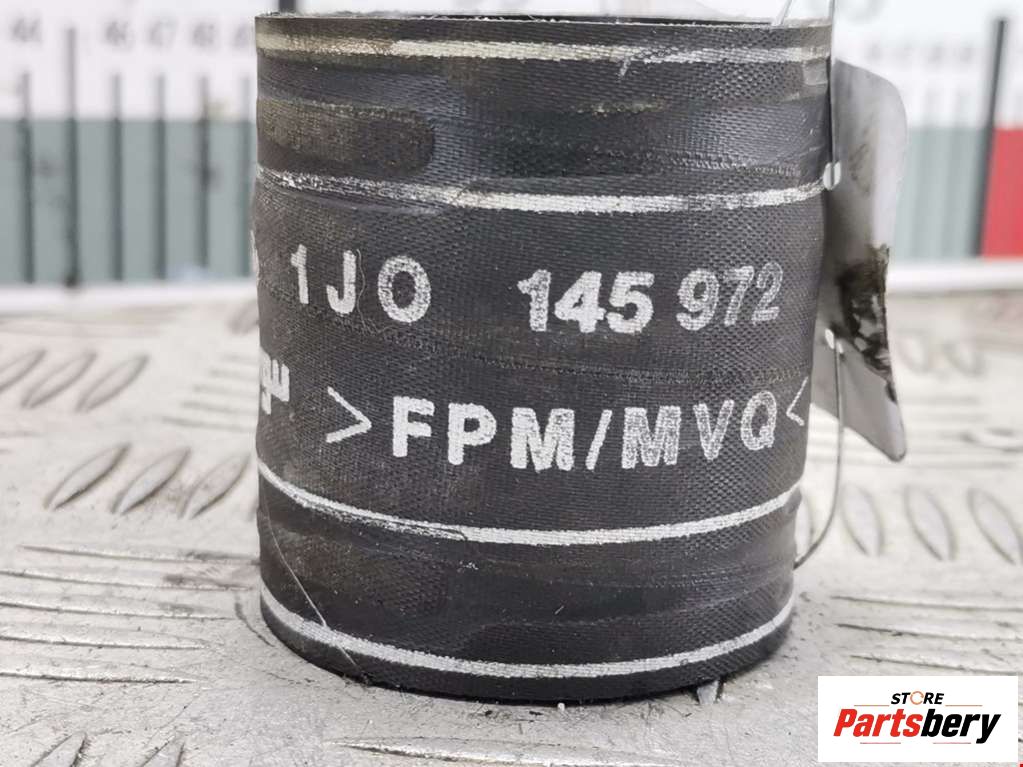 1J0 145 972
>FPM/MVQ<
STORE
Partsbery